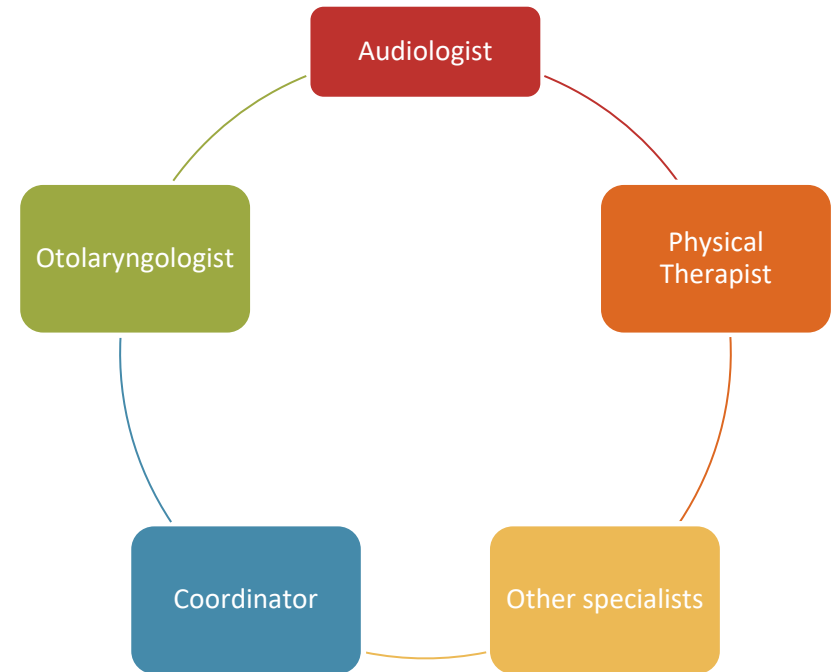 Audiologist
Physical
Therapist
Other specialists
Coordinator
Otolaryngologist